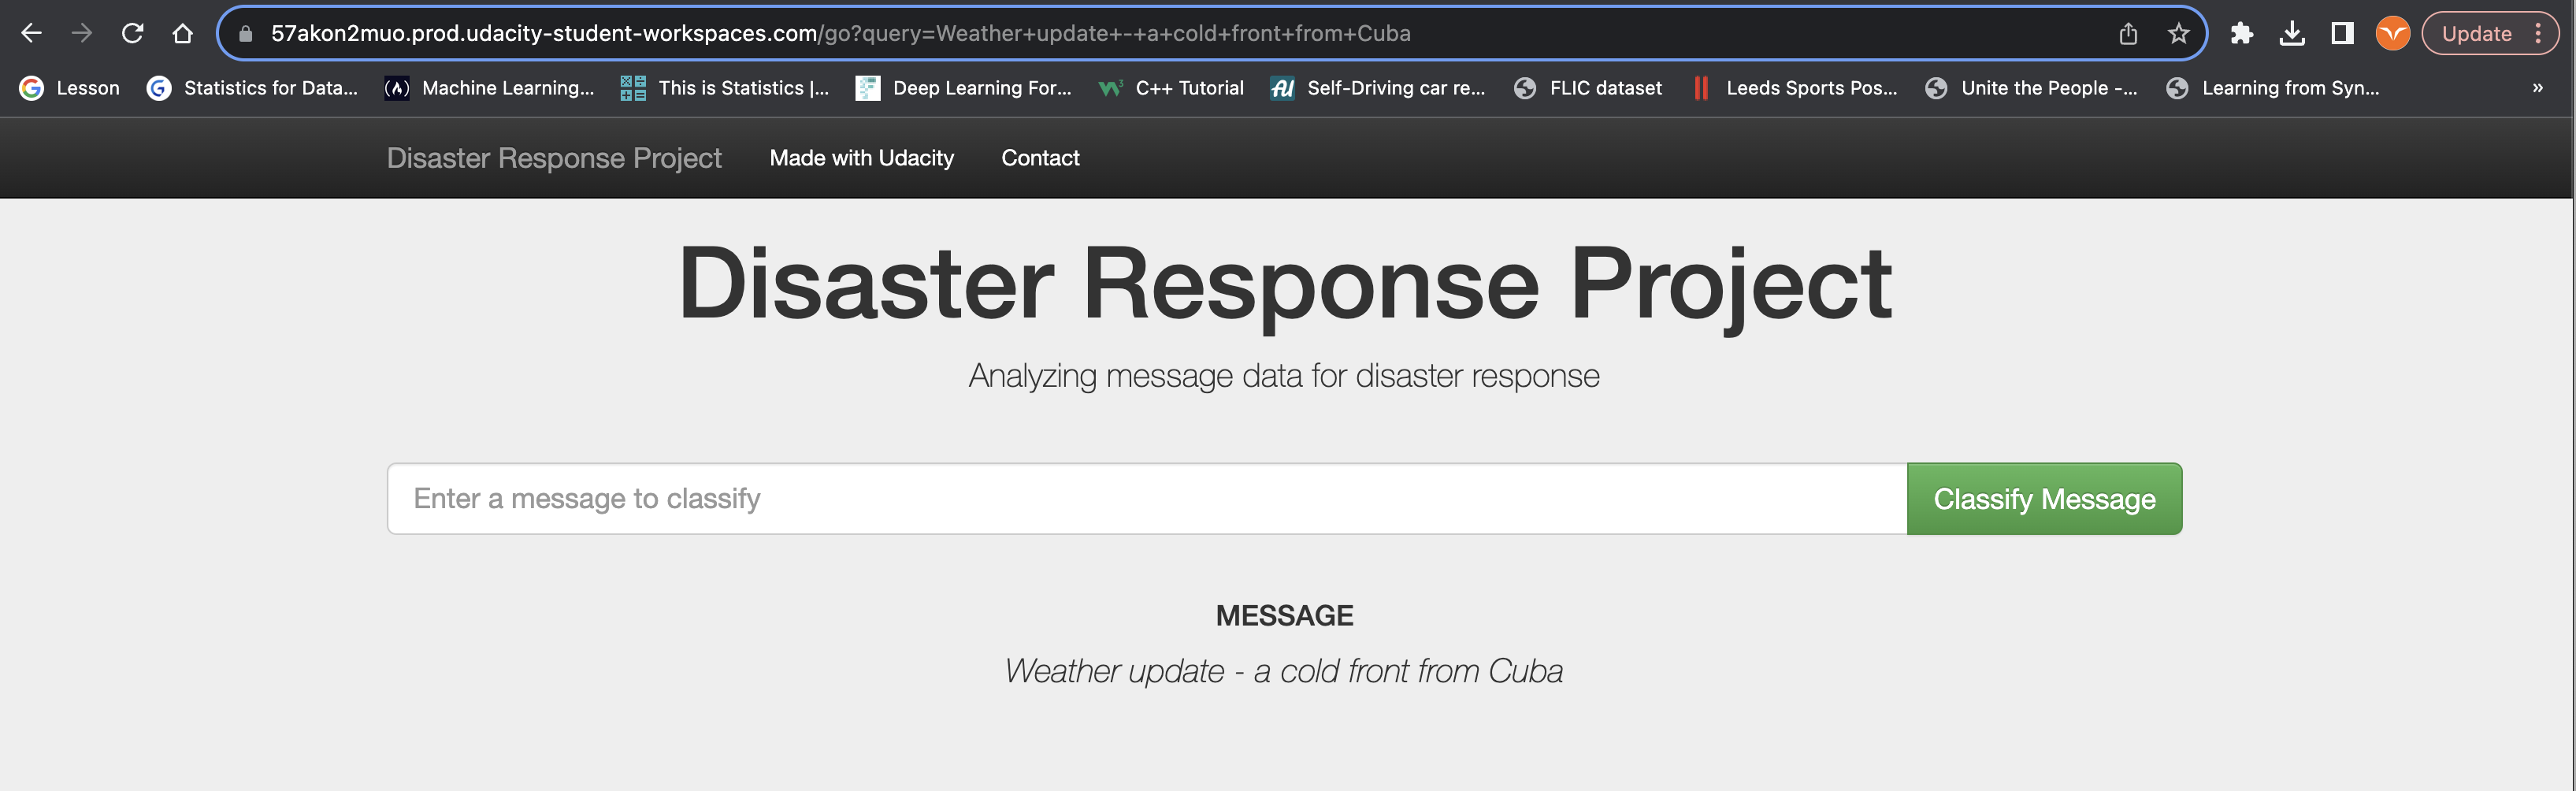 57akon2muo.prod.udacity-student-workspaces.com/go?query=Weather+update+-+a+cold+front+from+Cuba
Update
Lesson
Statistics for Data...
Machine Learning...
This is Statistics |...
Deep Learning For...
C++ Tutorial
Self-Driving car re...
FLIC dataset
Leeds Sports Pos...
Unite the People -...
Learning from Syn...
»
Disaster Response Project
Made with Udacity
Contact
Disaster Response Project
Analyzing message data for disaster response
Enter a message to classify
Classify Message
MESSAGE
Weather update - a cold front from Cuba